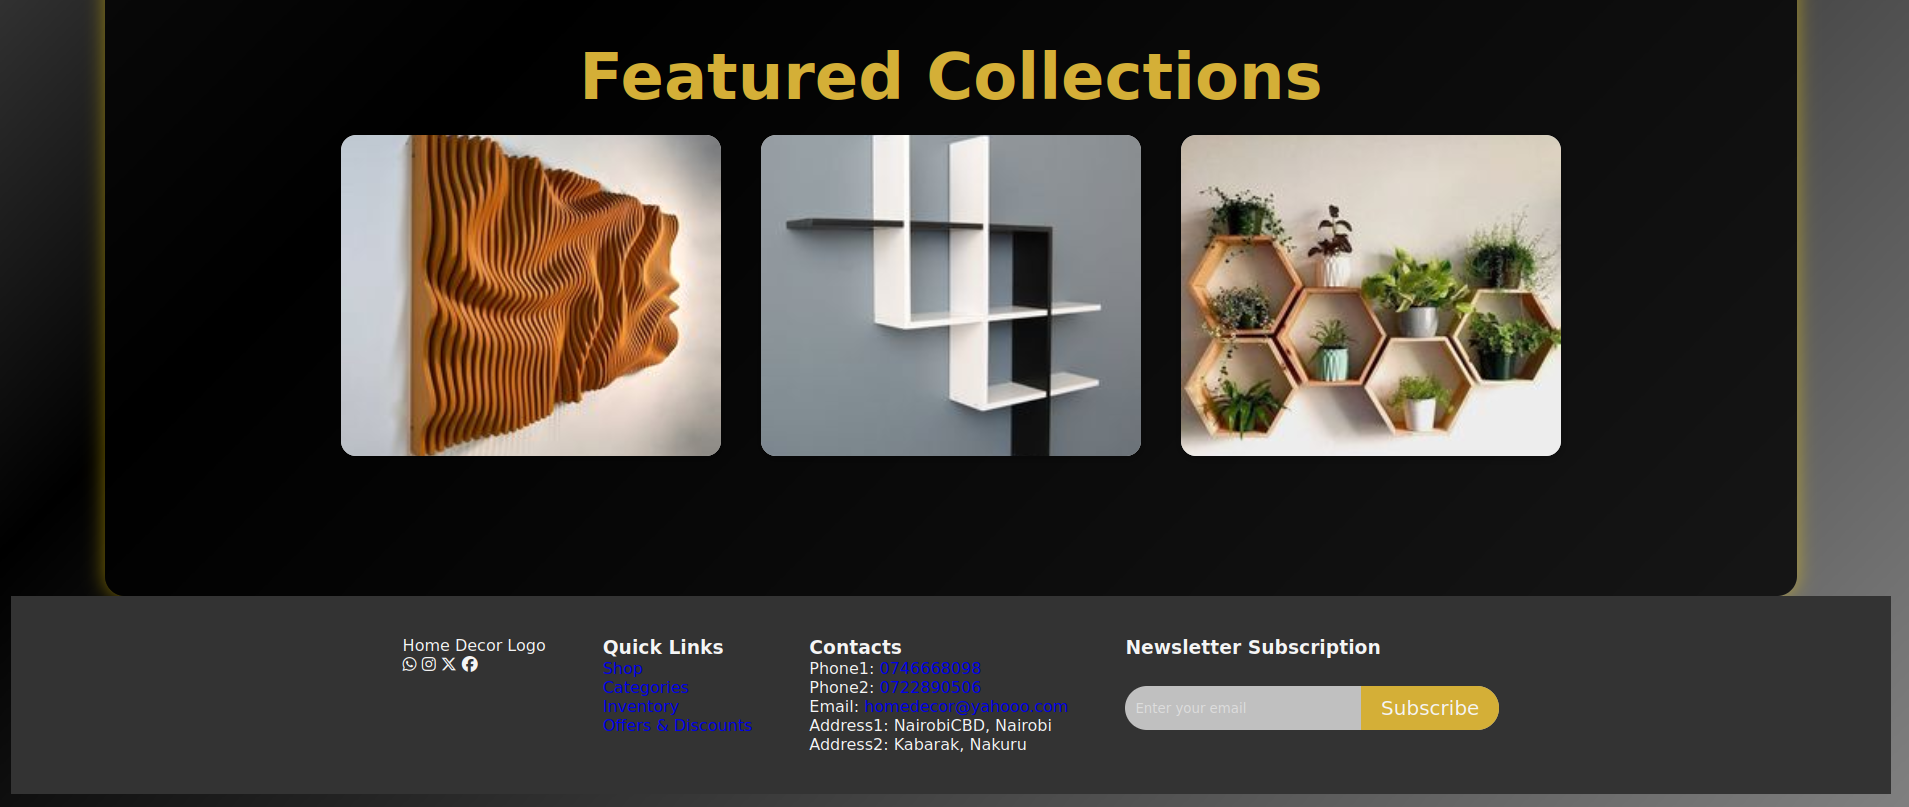 Featured Collections
Home Decor Logo
Quick Links
Shop
Categories
Inventory
Offers & Discounts
Contacts
Phone1: 0746668098
Phone2: 0722890506
Email: homedecor@yahooo.com
Address1: NairobiCBD, Nairobi
Address2: Kabarak, Nakuru
Newsletter Subscription
Enter your email
Subscribe